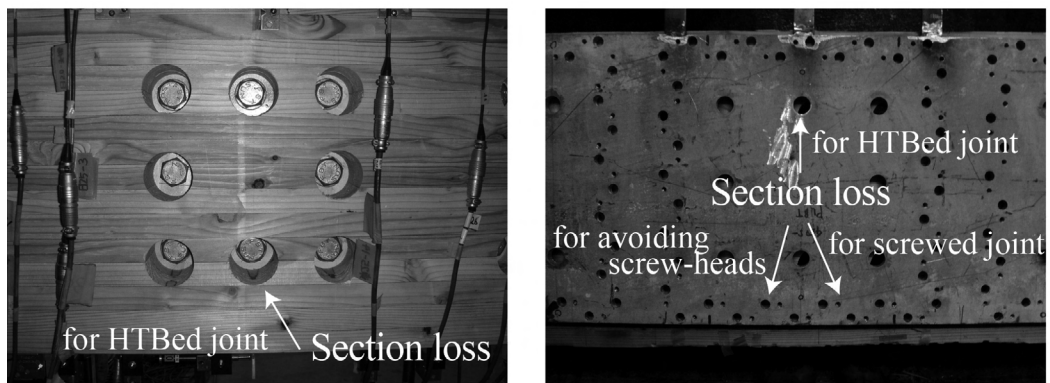 for HTBed joint
Section loss
for HTBed joint
Section loss
for avoiding
screw-heads
for screwed joint